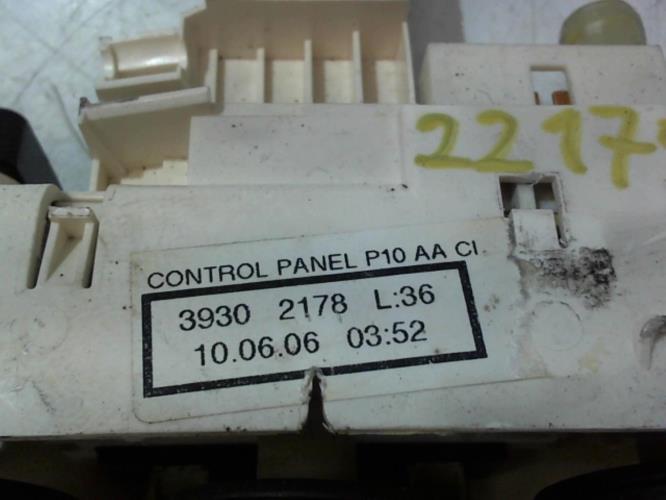 2217
CONTROL PANEL P10 AA CI
3930 2178 L:36
10.06.06 03:52